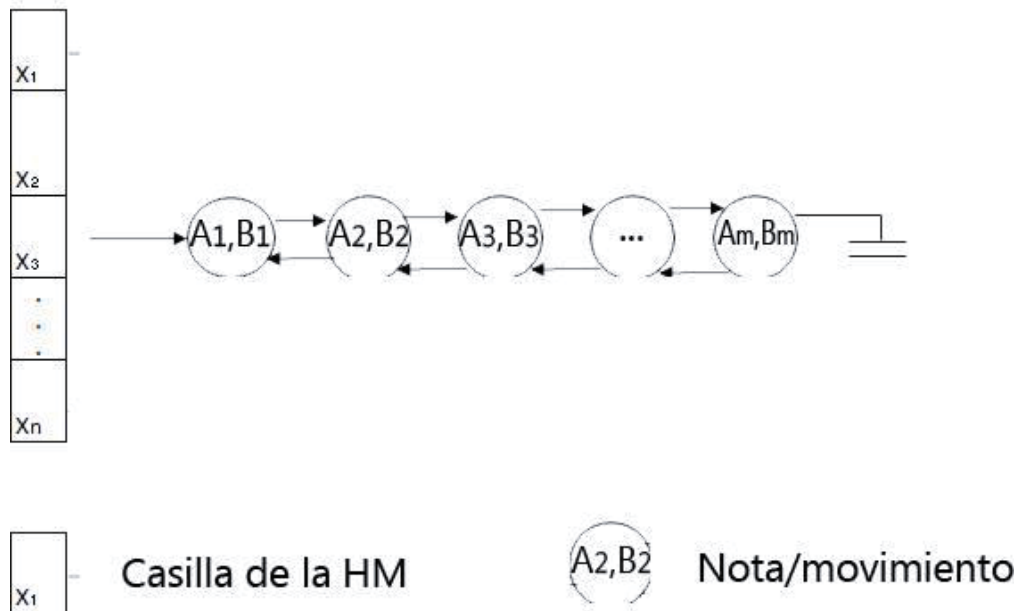 X₁
X₂
A1,B1 A2,B2 A3,B3 ... Am,Bm
X₃
Xn
X₁ Casilla de la HM A2,B2 Nota/movimiento